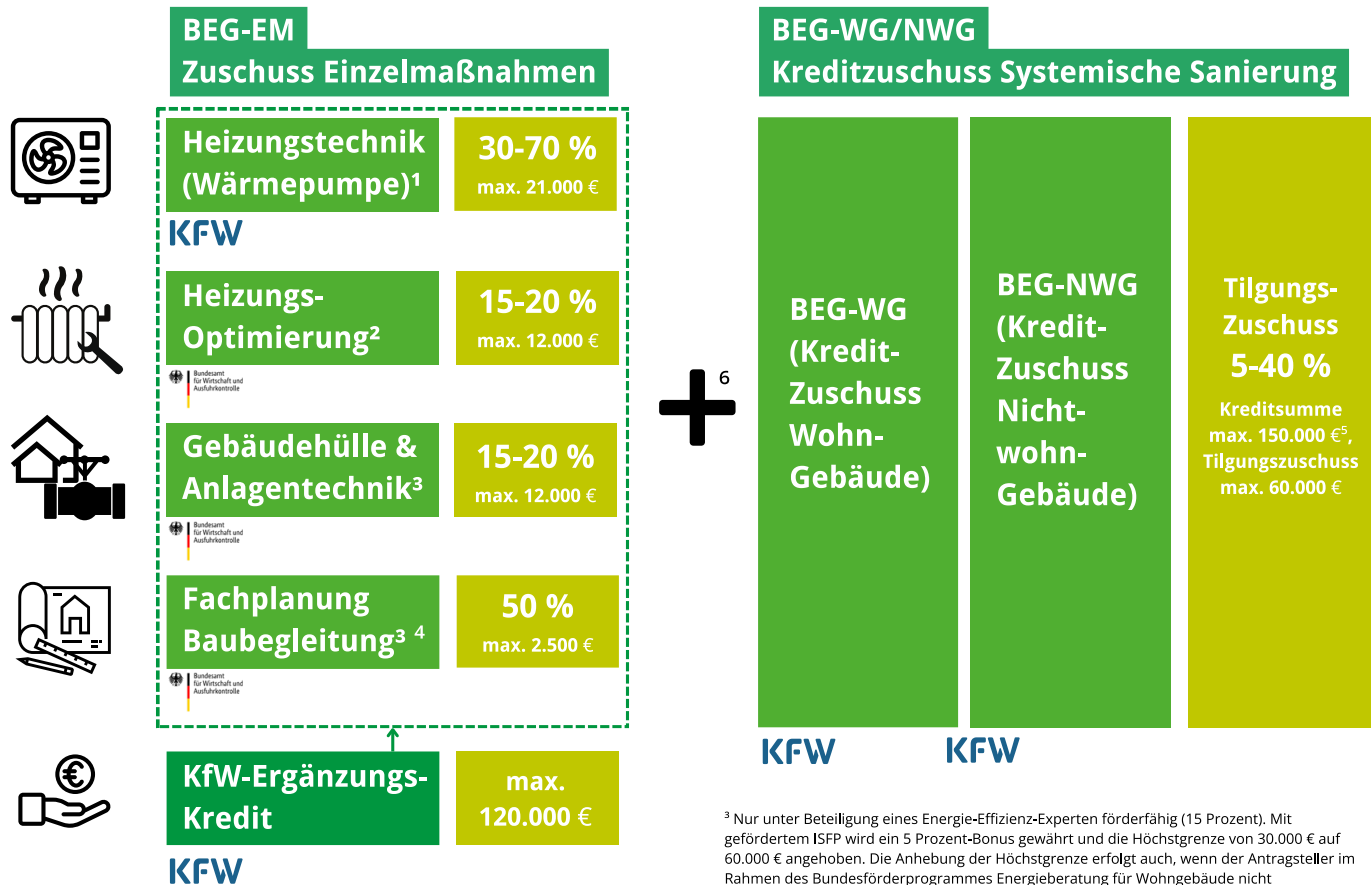 BEG-EM
Zuschuss Einzelmaßnahmen
Heizungstechnik
(Wärmepumpe)¹
30-70 %
max. 21.000 €
KFW
Heizungs-
Optimierung²
15-20 %
max. 12.000 €
Bundesamt
für Wirtschaft und
Ausfuhrkontrolle
Gebäudehülle &
Anlagentechnik³
15-20 %
max. 12.000 €
Bundesamt
für Wirtschaft und
Ausfuhrkontrolle
Fachplanung
Baubegleitung³ ⁴
50 %
max. 2.500 €
Bundesamt
für Wirtschaft und
Ausfuhrkontrolle
KfW-Ergänzungs-
Kredit
max.
120.000 €
KFW
6
BEG-WG/NWG
Kreditzuschuss Systemische Sanierung
BEG-WG
(Kredit-
Zuschuss
Wohn-
Gebäude)
KFW
BEG-NWG
(Kredit-
Zuschuss
Nicht-
wohn-
Gebäude)
KFW
Tilgungs-
Zuschuss
5-40 %
Kreditsumme
max. 150.000 €⁵,
Tilgungszuschuss
max. 60.000 €
³ Nur unter Beteiligung eines Energie-Effizienz-Experten förderfähig (15 Prozent). Mit
gefördertem ISFP wird ein 5 Prozent-Bonus gewährt und die Höchstgrenze von 30.000 € auf
60.000 € angehoben. Die Anhebung der Höchstgrenze erfolgt auch, wenn der Antragsteller im
Rahmen des Bundesförderprogrammes Energieberatung für Wohngebäude nicht